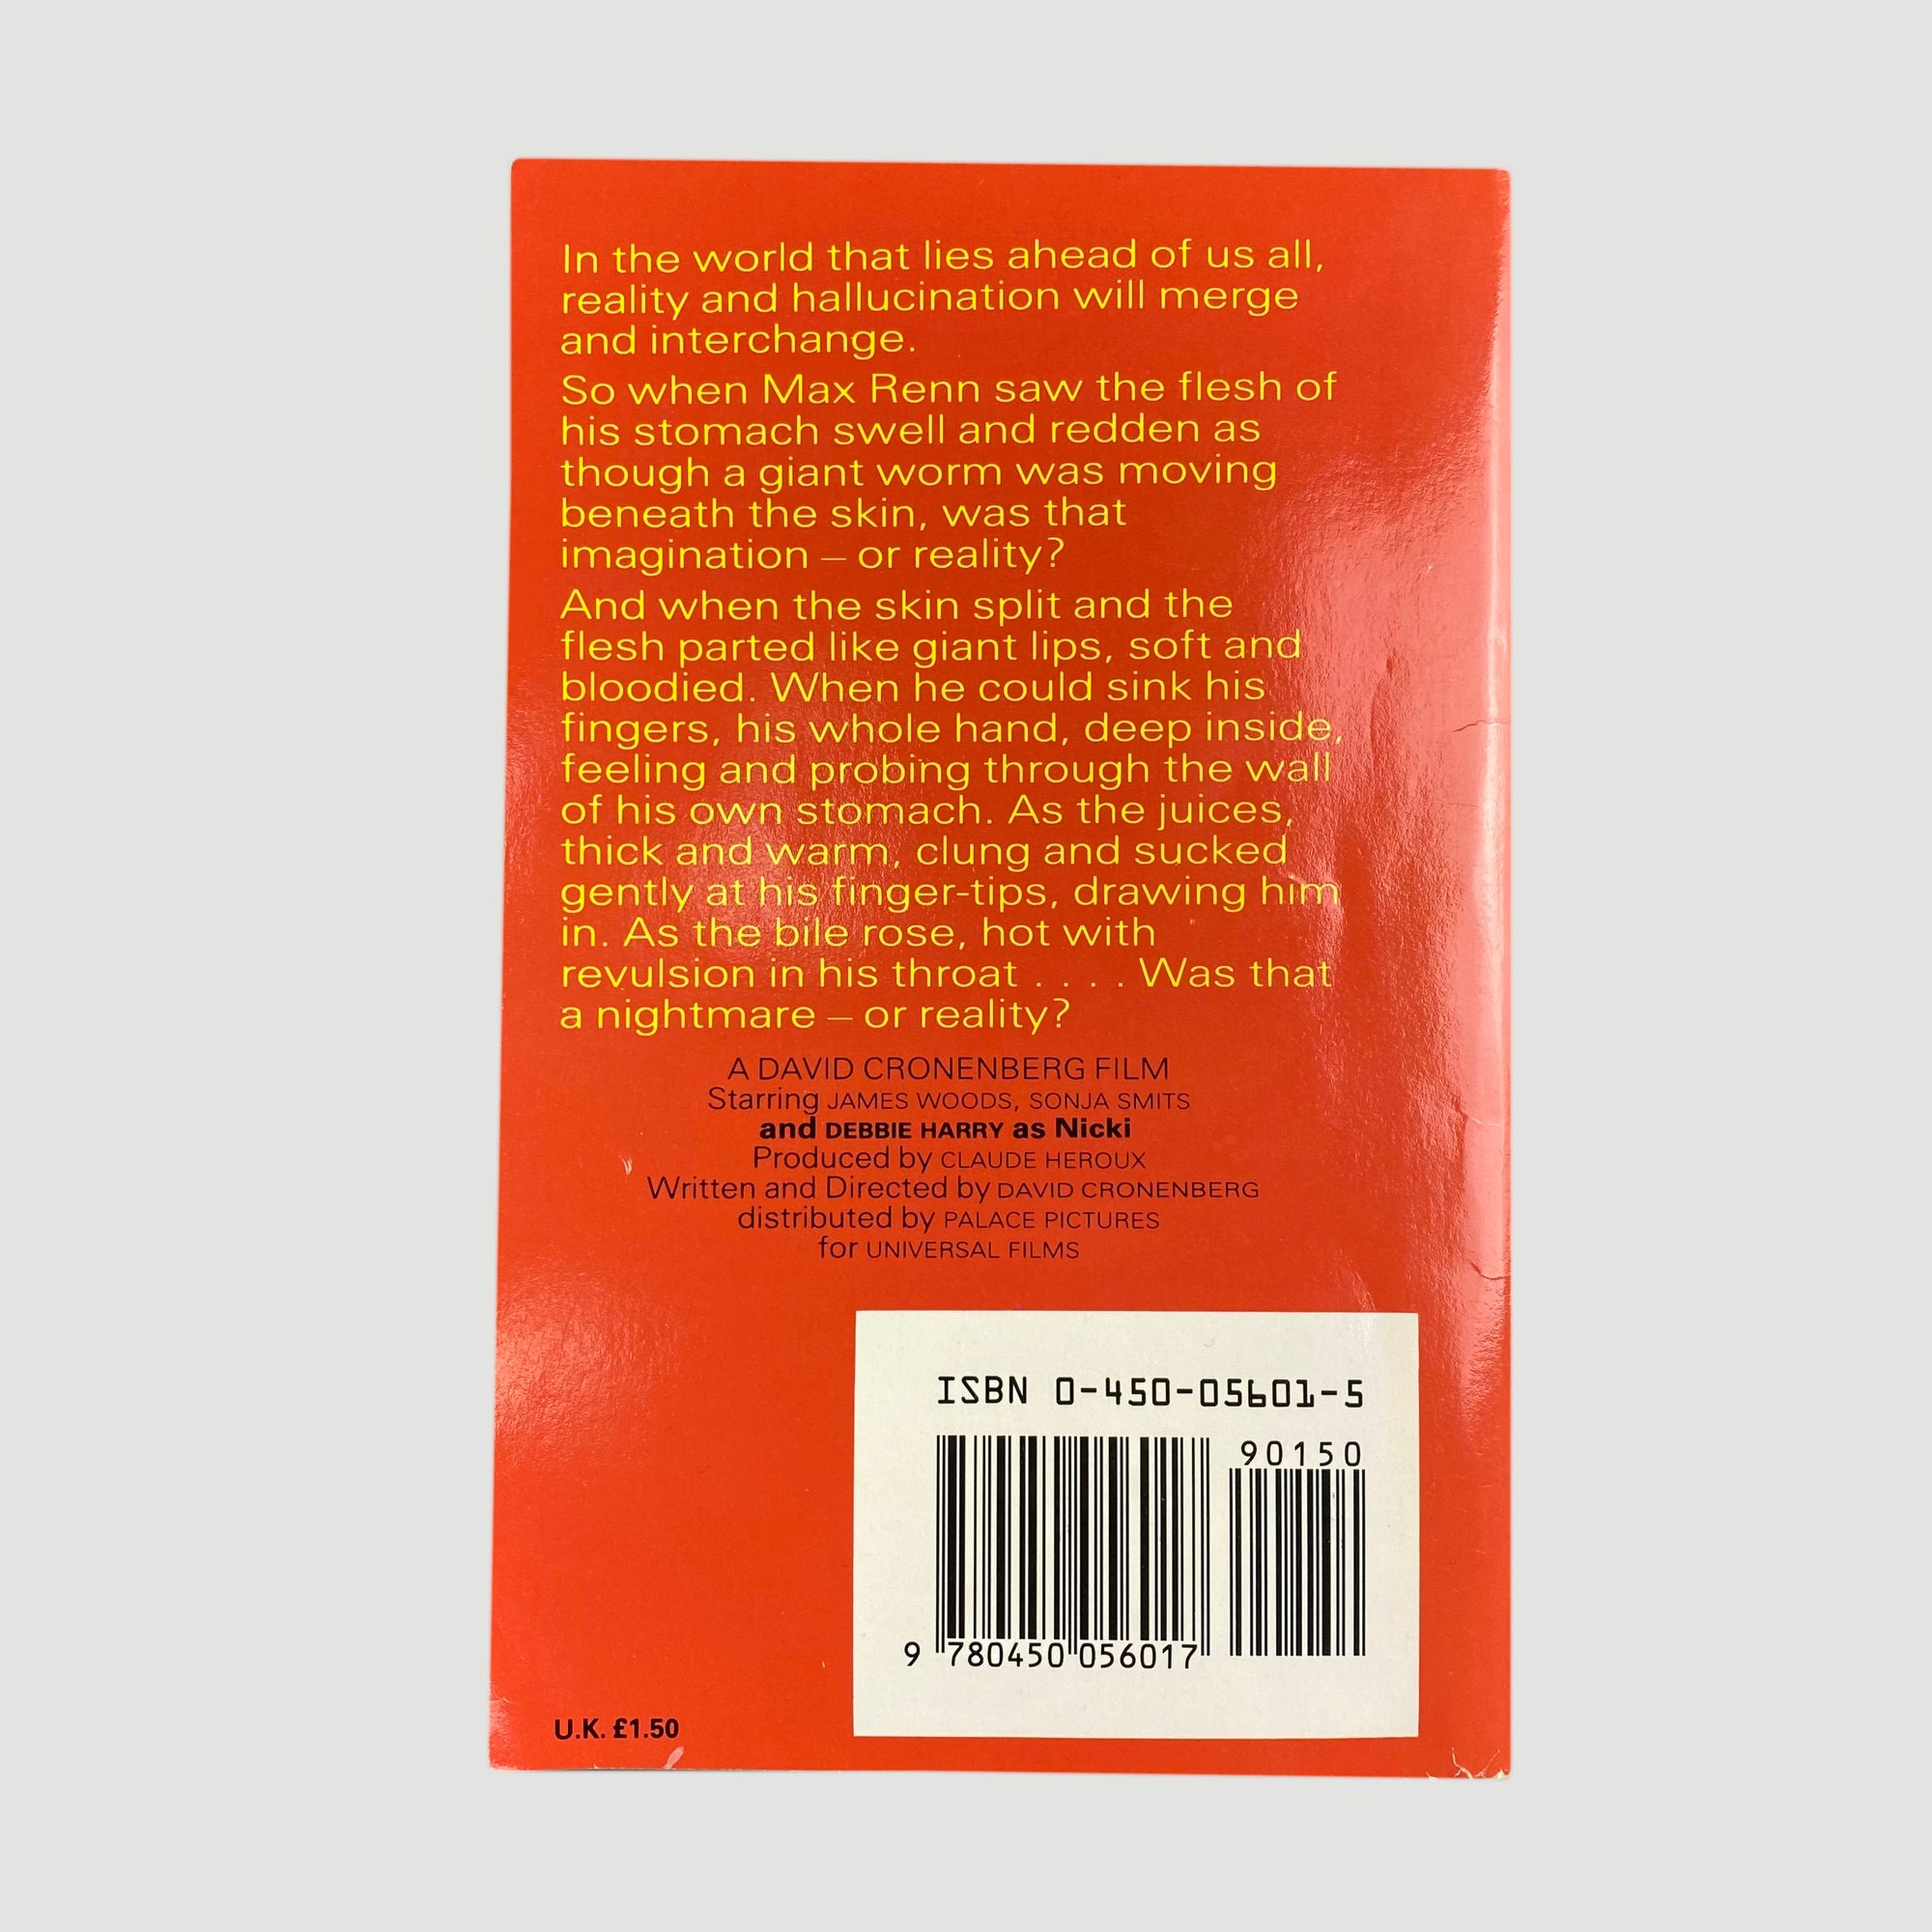 In the world that lies ahead of us all,
reality and hallucination will merge
and interchange.
So when Max Renn saw the flesh of
his stomach swell and redden as
though a giant worm was moving
beneath the skin, was that
imagination – or reality?
And when the skin split and the
flesh parted like giant lips, soft and
bloodied. When he could sink his
fingers, his whole hand, deep inside,
feeling and probing through the wall
of his own stomach. As the juices,
thick and warm, clung and sucked
gently at his finger-tips, drawing him
in. As the bile rose, hot with
revulsion in his throat . . . . Was that
a nightmare – or reality?
A DAVID CRONENBERG FILM
Starring JAMES WOODS, SONJA SMITS
and DEBBIE HARRY as Nicki
Produced by CLAUDE HEROUX
Written and Directed by DAVID CRONENBERG
distributed by PALACE PICTURES
for UNIVERSAL FILMS
ISBN 0-450-05601-5
90150
9 780450 056017
U.K. £1.50